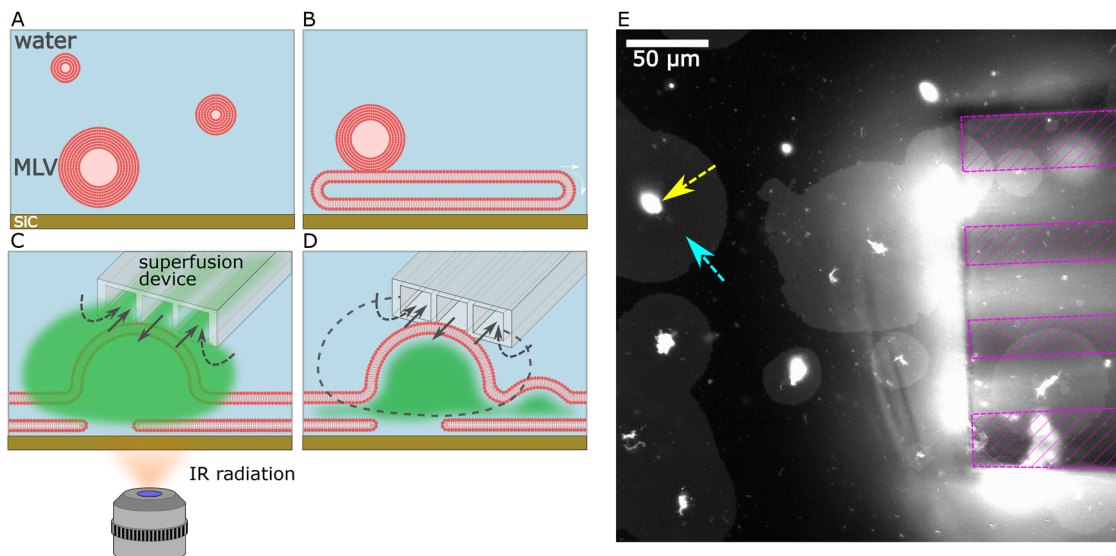 A
water
MLV
SiC
B
C
superfusion
device
D
IR radiation
E
50 µm